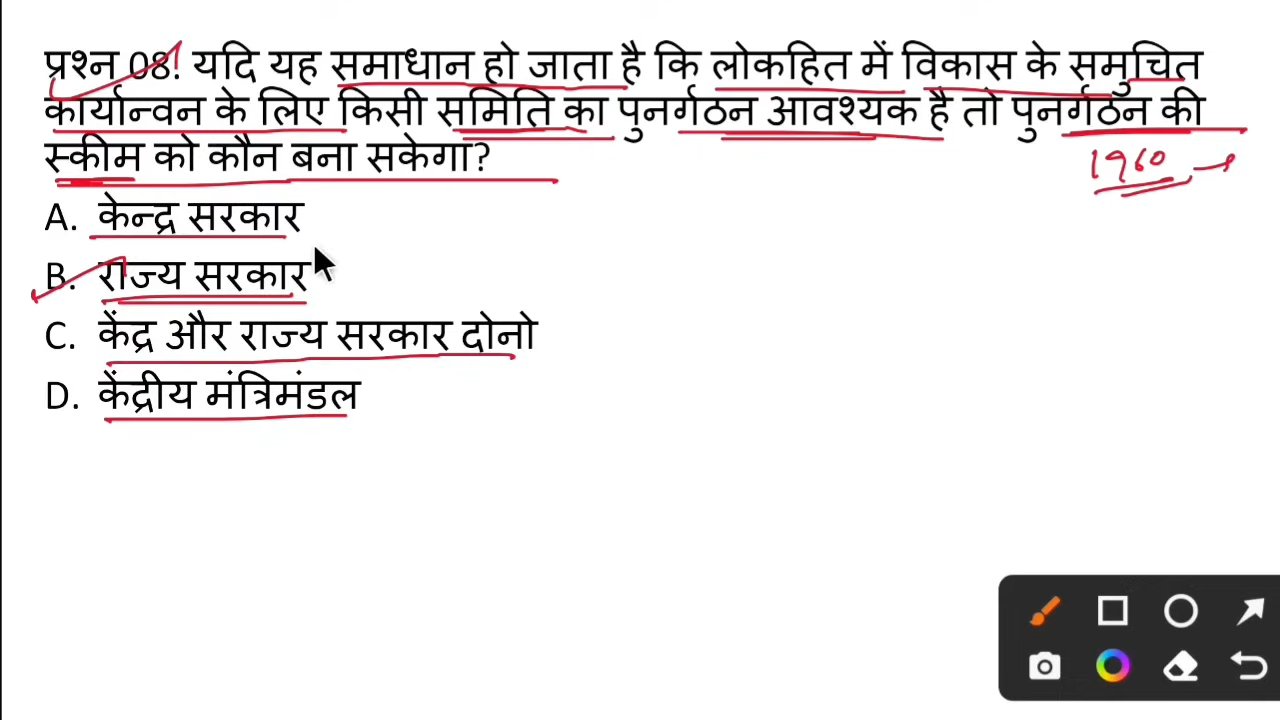 प्रश्न 08. यदि यह समाधान हो जाता है कि लोकहित में विकास के समुचित
कार्यान्वन के लिए किसी समिति का पुनर्गठन आवश्यक है तो पुनर्गठन की
स्कीम को कौन बना सकेगा?
1960
A. केन्द्र सरकार
B. राज्य सरकार
C. केंद्र और राज्य सरकार दोनो
D. केंद्रीय मंत्रिमंडल